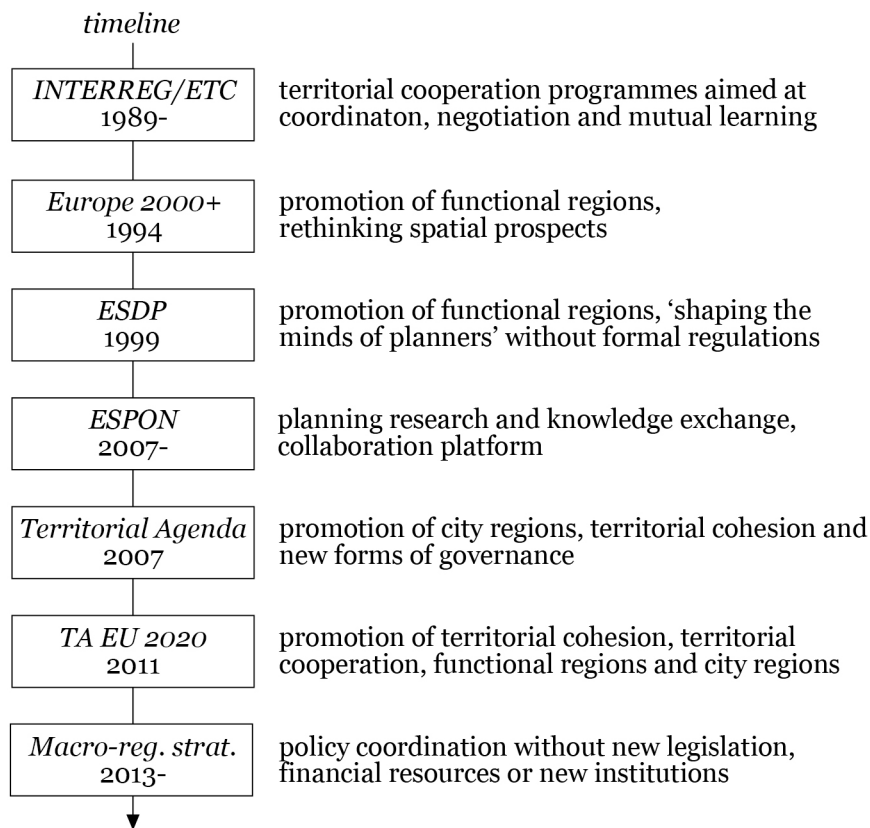 timeline
INTERREG/ETC
1989-
territorial cooperation programmes aimed at
coordinaton, negotiation and mutual learning
Europe 2000+
1994
promotion of functional regions,
rethinking spatial prospects
ESDP
1999
promotion of functional regions, ‘shaping the
minds of planners’ without formal regulations
ESPON
2007-
planning research and knowledge exchange,
collaboration platform
Territorial Agenda
2007
promotion of city regions, territorial cohesion and
new forms of governance
TA EU 2020
2011
promotion of territorial cohesion, territorial
cooperation, functional regions and city regions
Macro-reg. strat.
2013-
policy coordination without new legislation,
financial resources or new institutions